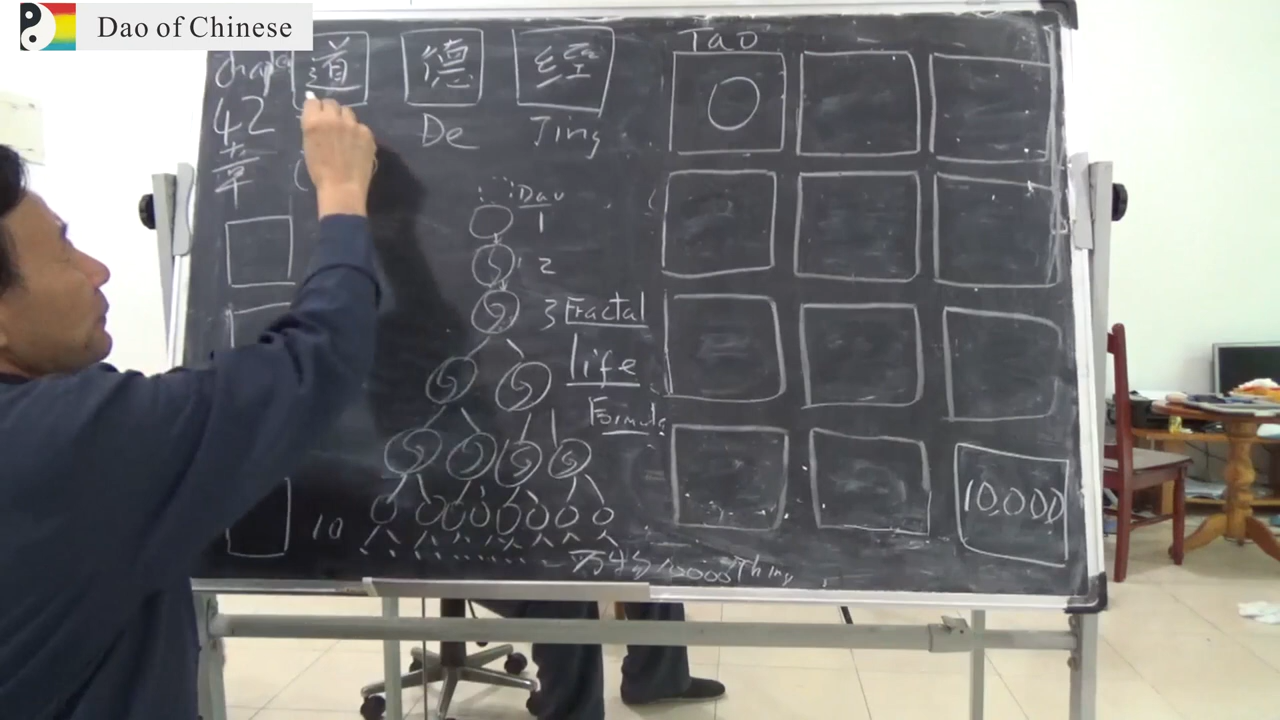 Dao of Chinese
道 德 经
42
章
De Jing
Tao
Dao
1
2
3 Fractal
life
Formula
10
万物 10000 Thing
10,000